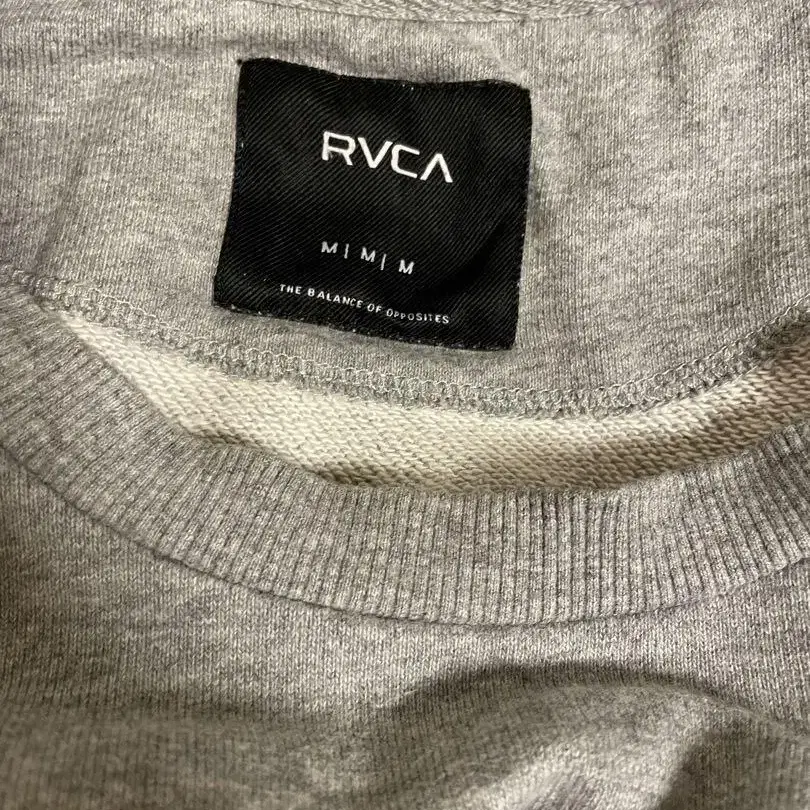 RVCA
M | M | M
THE BALANCE OF OPPOSITES